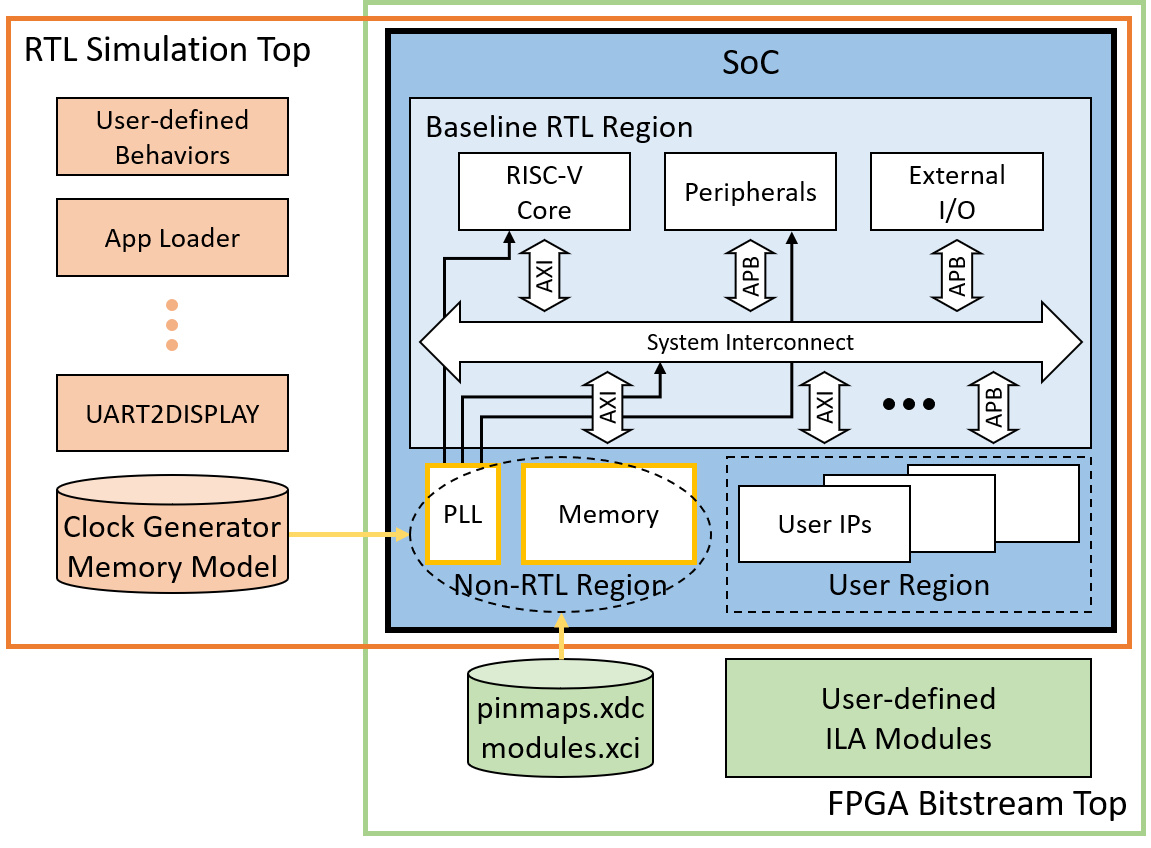 RTL Simulation Top
User-defined
Behaviors
App Loader
UART2DISPLAY
Clock Generator
Memory Model
SoC
Baseline RTL Region
RISC-V
Core
Peripherals
External
I/O
AXI
APB
APB
System Interconnect
AXI
AXI
APB
PLL
Memory
Non-RTL Region
User IPs
User Region
pinmaps.xdc
modules.xci
User-defined
ILA Modules
FPGA Bitstream Top